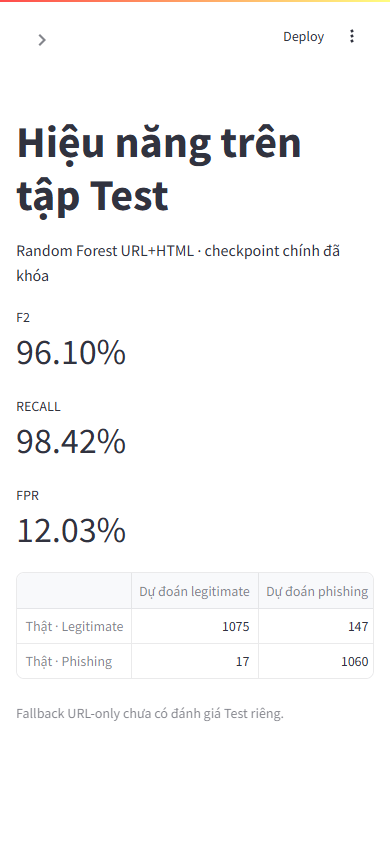 Deploy
Hiệu năng trên
tập Test
Random Forest URL+HTML · checkpoint chính đã
khóa
F2
96.10%
RECALL
98.42%
FPR
12.03%
Dự đoán legitimate Dự đoán phishing
Thật · Legitimate 1075 147
Thật · Phishing 17 1060
Fallback URL-only chưa có đánh giá Test riêng.